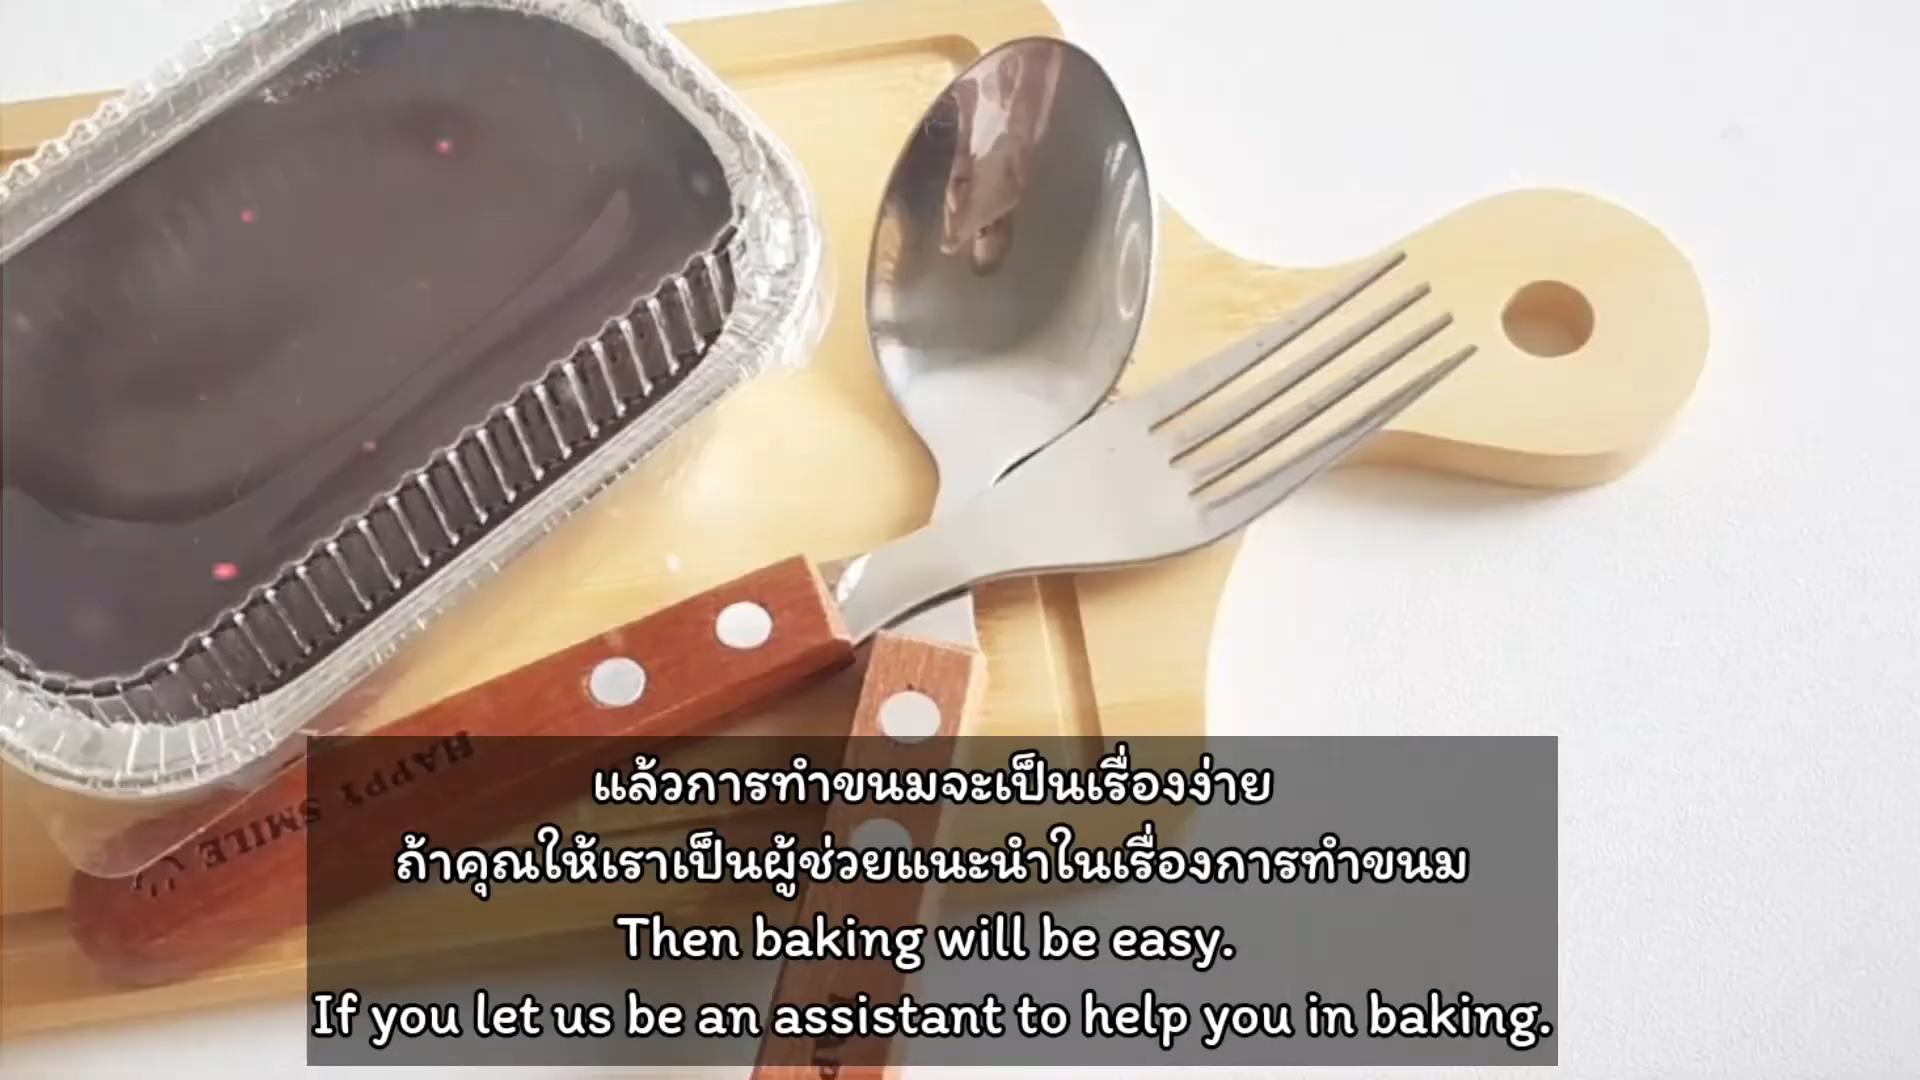 HAPPY
SMILE
แล้วการทำขนมจะเป็นเรื่องง่าย
ถ้าคุณให้เราเป็นผู้ช่วยแนะนำในเรื่องการทำขนม
Then baking will be easy.
If you let us be an assistant to help you in baking.